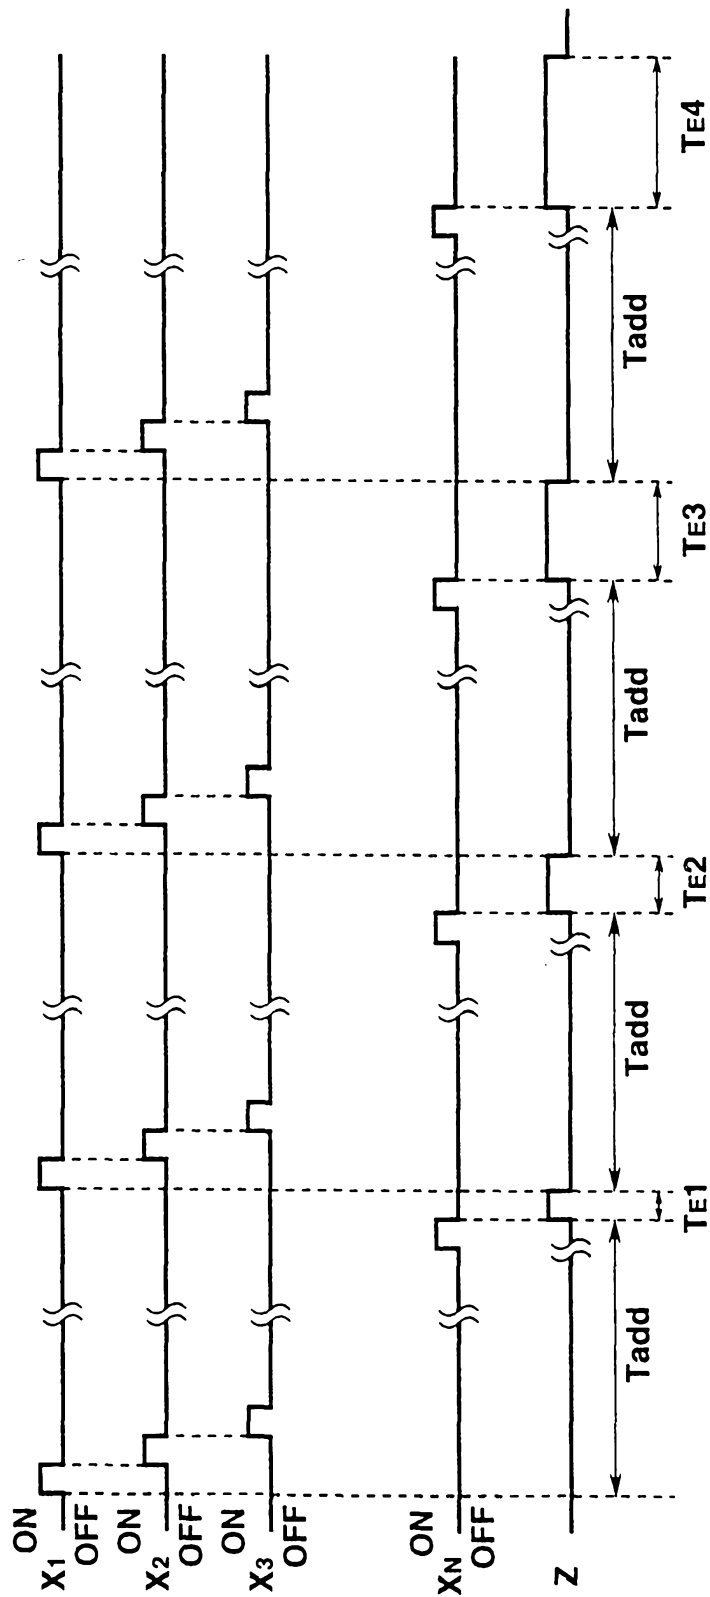 X1 ON OFF
X2 ON OFF
X3 ON OFF
XN ON OFF
Z
Tadd TE1 Tadd TE2 Tadd TE3 Tadd TE4